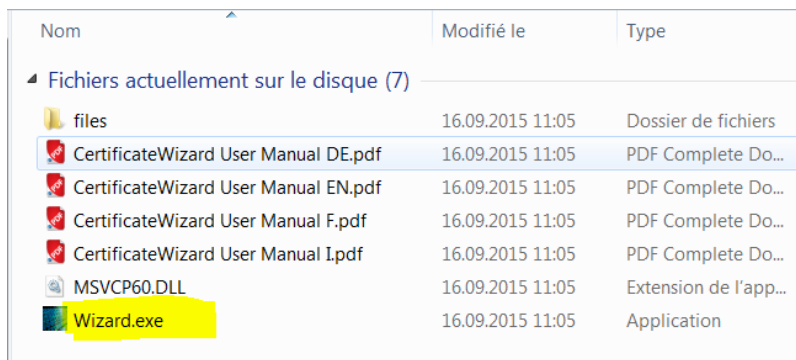 Nom Modifié le Type
Fichiers actuellement sur le disque (7)
files 16.09.2015 11:05 Dossier de fichiers
CertificateWizard User Manual DE.pdf 16.09.2015 11:05 PDF Complete Do...
CertificateWizard User Manual EN.pdf 16.09.2015 11:05 PDF Complete Do...
CertificateWizard User Manual F.pdf 16.09.2015 11:05 PDF Complete Do...
CertificateWizard User Manual I.pdf 16.09.2015 11:05 PDF Complete Do...
MSVCP60.DLL 16.09.2015 11:05 Extension de l'app...
Wizard.exe 16.09.2015 11:05 Application